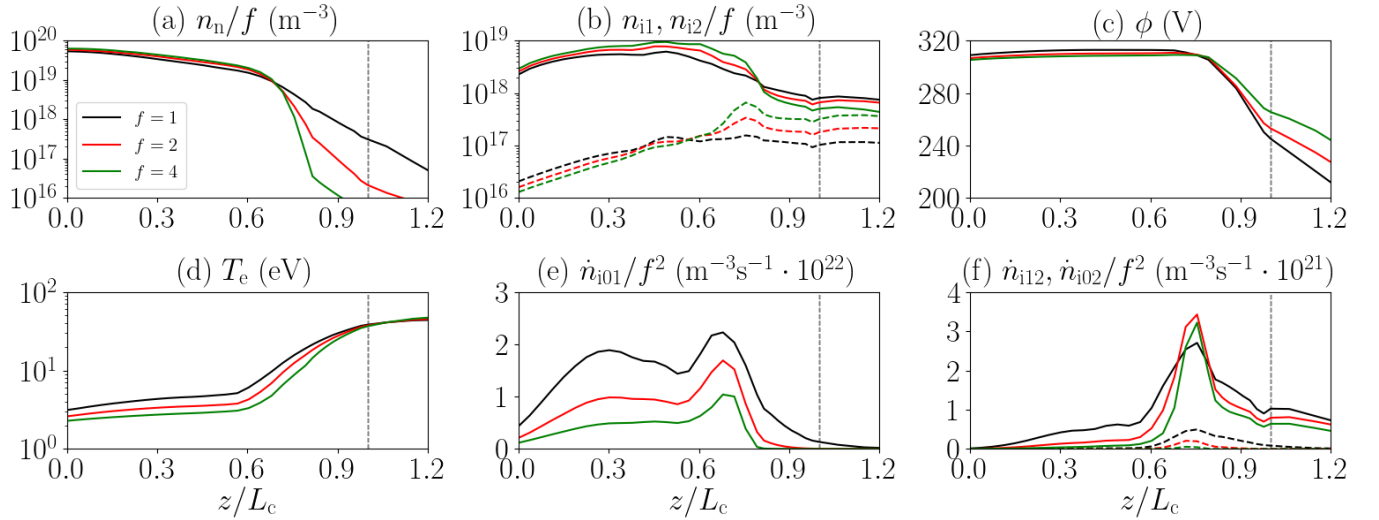 (a) n_n/f (m^−3)
10^20
10^19
10^18
10^17
10^16
f = 1
f = 2
f = 4
0.0 0.3 0.6 0.9 1.2
(b) n_i1, n_i2/f (m^−3)
10^19
10^18
10^17
10^16
0.0 0.3 0.6 0.9 1.2
(c) ϕ (V)
320
280
240
200
0.0 0.3 0.6 0.9 1.2
(d) T_e (eV)
10^2
10^1
10^0
0.0 0.3 0.6 0.9 1.2
z/L_c
(e) ṅ_i01/f^2 (m^−3s^−1 · 10^22)
3
2
1
0
0.0 0.3 0.6 0.9 1.2
z/L_c
(f) ṅ_i12, ṅ_i02/f^2 (m^−3s^−1 · 10^21)
4
3
2
1
0
0.0 0.3 0.6 0.9 1.2
z/L_c